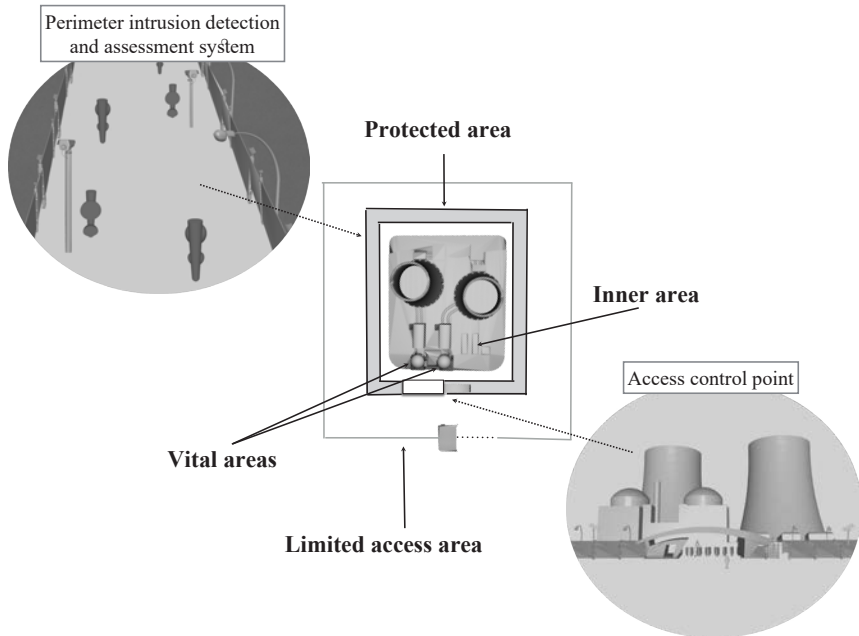 Perimeter intrusion detection
and assessment system
Protected area
Inner area
Access control point
Vital areas
Limited access area